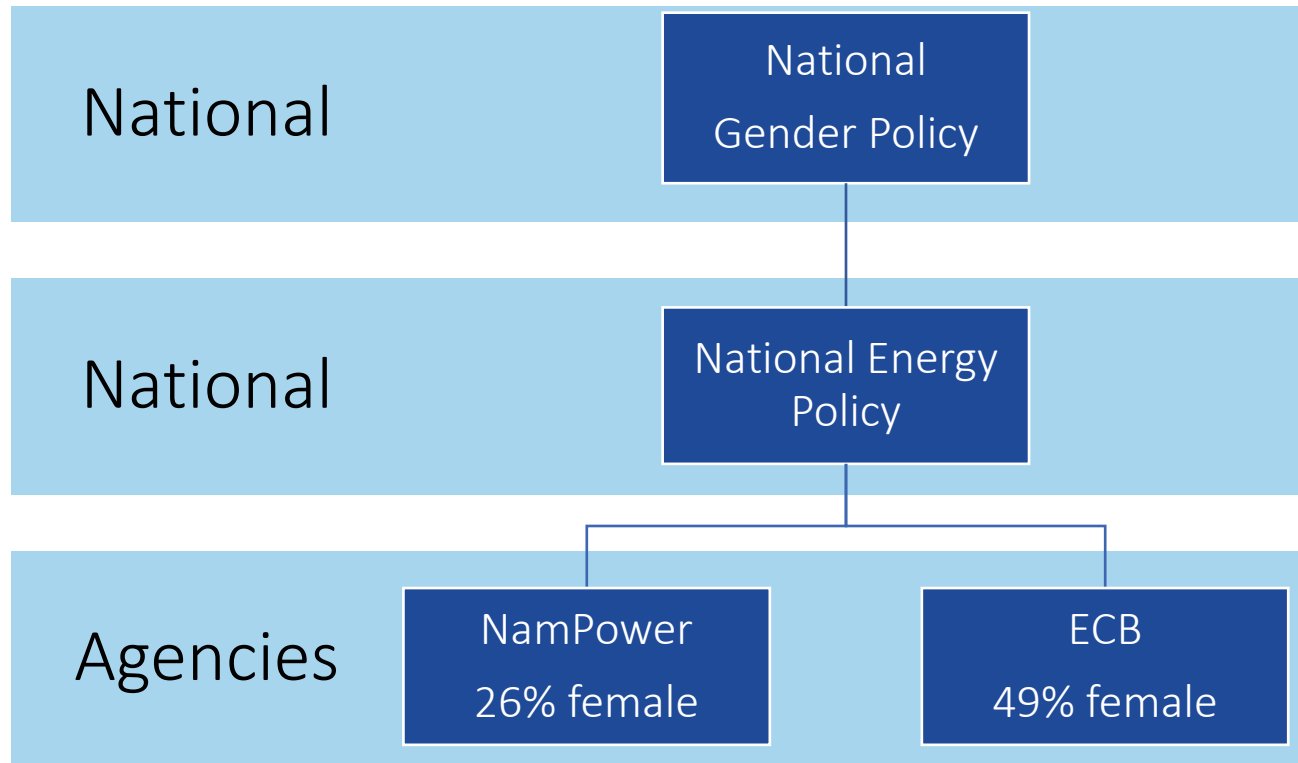 National
National
Gender Policy
National
National Energy
Policy
Agencies
NamPower
26% female
ECB
49% female